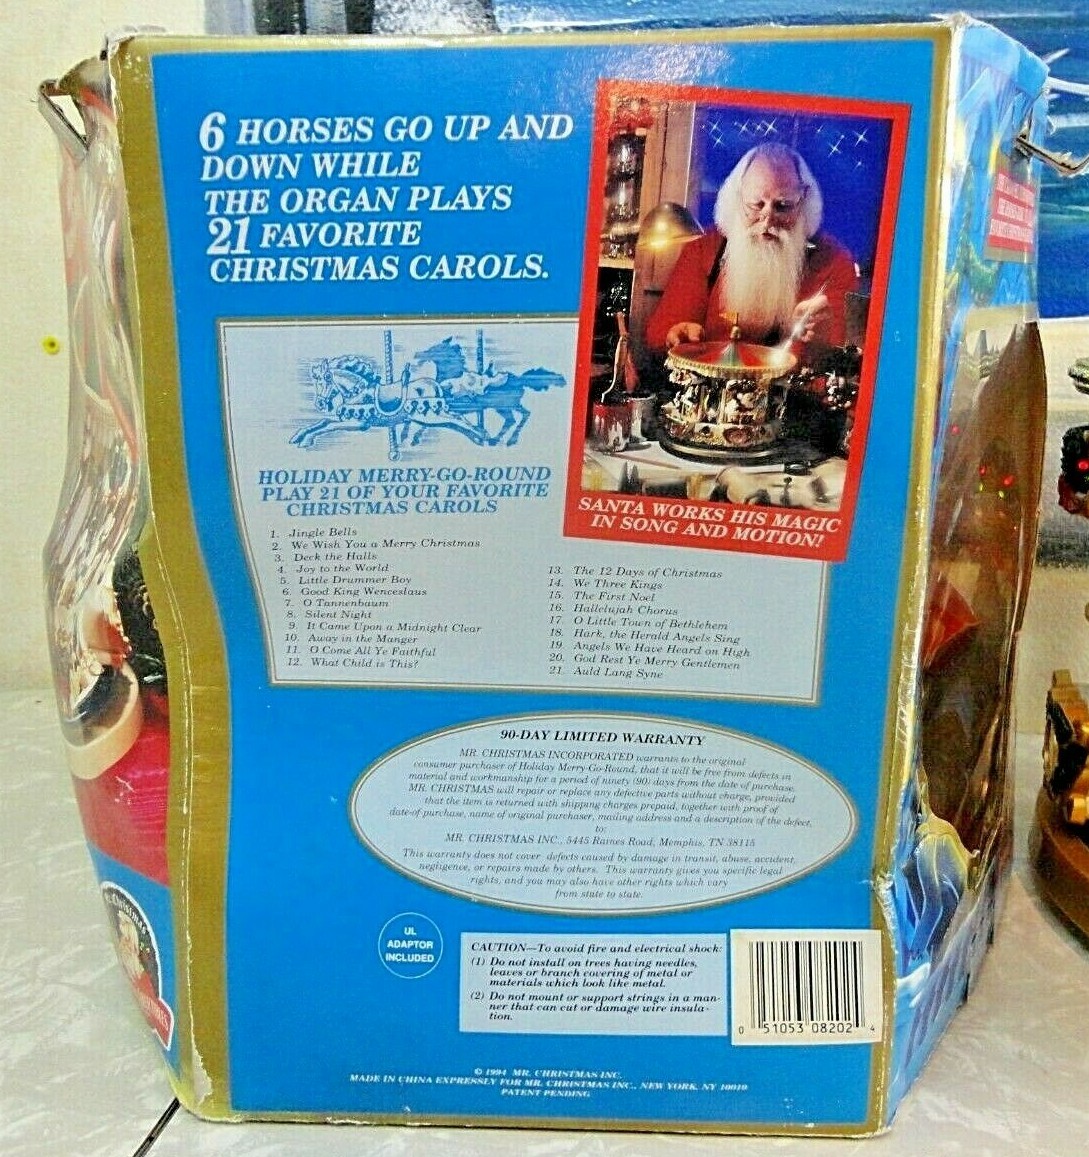 6 HORSES GO UP AND
DOWN WHILE
THE ORGAN PLAYS
21 FAVORITE
CHRISTMAS CAROLS.
SANTA WORKS HIS MAGIC
IN SONG AND MOTION!
HOLIDAY MERRY-GO-ROUND
PLAY 21 OF YOUR FAVORITE
CHRISTMAS CAROLS
1. Jingle Bells
2. We Wish You a Merry Christmas
3. Deck the Halls
4. Joy to the World
5. Little Drummer Boy
6. Good King Wenceslaus
7. O Tannenbaum
8. Silent Night
9. It Came Upon a Midnight Clear
10. Away in the Manger
11. O Come All Ye Faithful
12. What Child is This?
13. The 12 Days of Christmas
14. We Three Kings
15. The First Noel
16. Hallelujah Chorus
17. O Little Town of Bethlehem
18. Hark, the Herald Angels Sing
19. Angels We Have Heard on High
20. God Rest Ye Merry Gentlemen
21. Auld Lang Syne
90-DAY LIMITED WARRANTY
MR. CHRISTMAS INCORPORATED warrants to the original
consumer purchaser of Holiday Merry-Go-Round, that it will be free from defects in
material and workmanship for a period of ninety (90) days from the date of purchase.
MR. CHRISTMAS will repair or replace any defective parts without charge, provided
that the item is returned with shipping charges prepaid, together with proof of
date of purchase, name of original purchaser, mailing address and a description of the defect,
to:
MR. CHRISTMAS INC., 5445 Raines Road, Memphis, TN 38115
This warranty does not cover defects caused by damage in transit, abuse, accident,
negligence, or repairs made by others. This warranty gives you specific legal
rights, and you may also have other rights which vary
from state to state.
UL
ADAPTOR
INCLUDED
CAUTION—To avoid fire and electrical shock:
(1) Do not install on trees having needles,
leaves or branch covering of metal or
materials which look like metal.
(2) Do not mount or support strings in a man-
ner that can cut or damage wire insula-
tion.
0 51053 08202 4
© 1994 MR. CHRISTMAS INC.
MADE IN CHINA EXPRESSLY FOR MR. CHRISTMAS INC., NEW YORK, NY 10010
PATENT PENDING